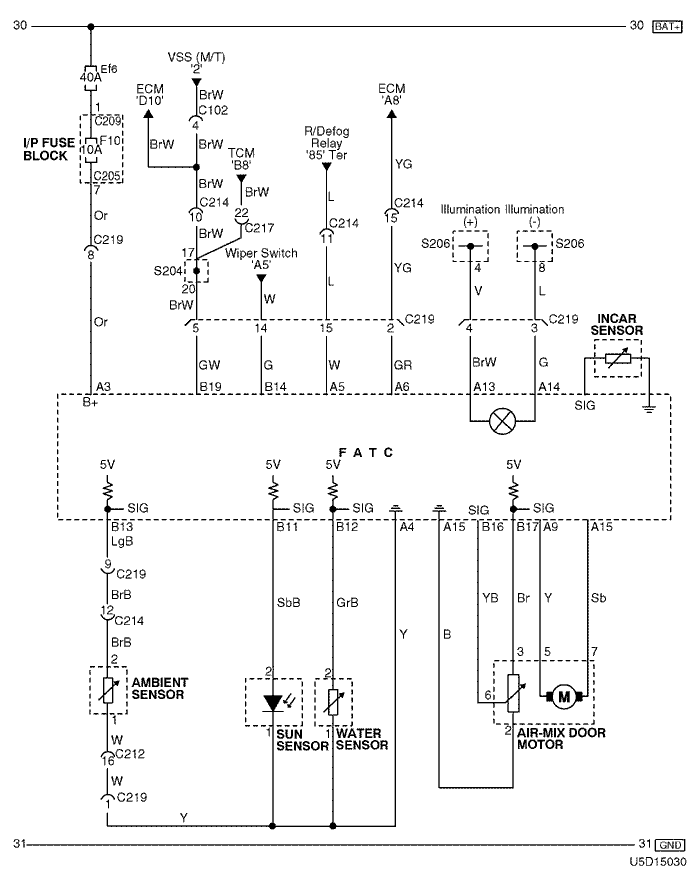 30 30 BAT+
Ef6
40A
1
C209
I/P FUSE
BLOCK
F10
10A
C205
7
Or
C219
8
Or
ECM
'D10'
BrW
VSS (M/T)
'2'
BrW
C102
4
BrW
BrW
C214
10
BrW
TCM
'B8'
BrW
22
C217
17
S204
20
BrW
Wiper Switch
'A5'
W
R/Defog
Relay
'85' Ter
L
C214
11
L
ECM
'A8'
YG
C214
15
YG
Illumination
(+)
Illumination
(-)
S206
4
S206
8
V
L
5 14 15 2 C219
4 3 C219
INCAR
SENSOR
GW G W GR BrW G
A3 B19 B14 A5 A6 A13 A14
SIG
B+
F A T C
5V 5V 5V 5V
SIG SIG SIG SIG SIG
B13 B11 B12 A4 A15 B16 B17 A9 A15
LgB
9
C219
BrB
12
C214
BrB
2
AMBIENT
SENSOR
1
W
C212
16
W
C219
1
Y
SbB
2
SUN
SENSOR
1
GrB
2
WATER
SENSOR
1
Y
B
YB Br Y Sb
3 5 7
6
M
2
AIR-MIX DOOR
MOTOR
31 31 GND
U5D15030